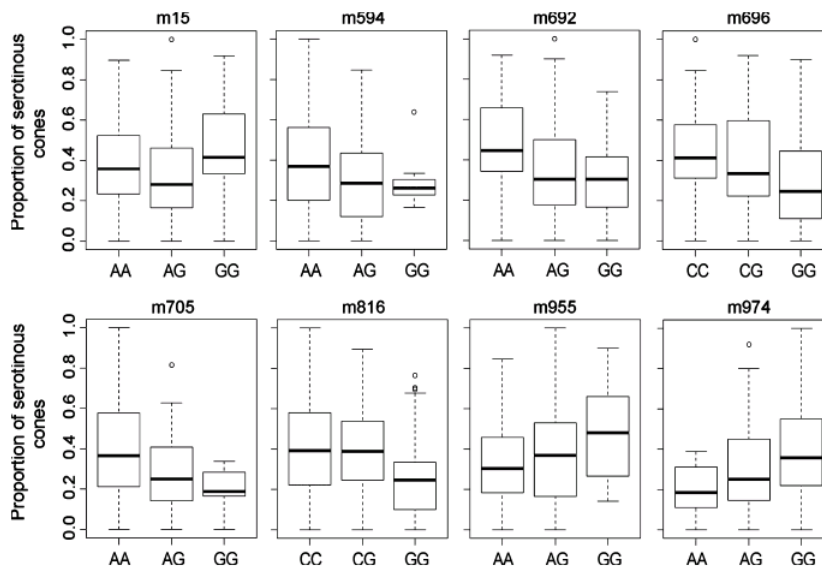 m15 m594 m692 m696
Proportion of serotinous
cones
1.0
0.8
0.6
0.4
0.2
0.0
AA AG GG AA AG GG AA AG GG CC CG GG
m705 m816 m955 m974
Proportion of serotinous
cones
1.0
0.8
0.6
0.4
0.2
0.0
AA AG GG CC CG GG AA AG GG AA AG GG